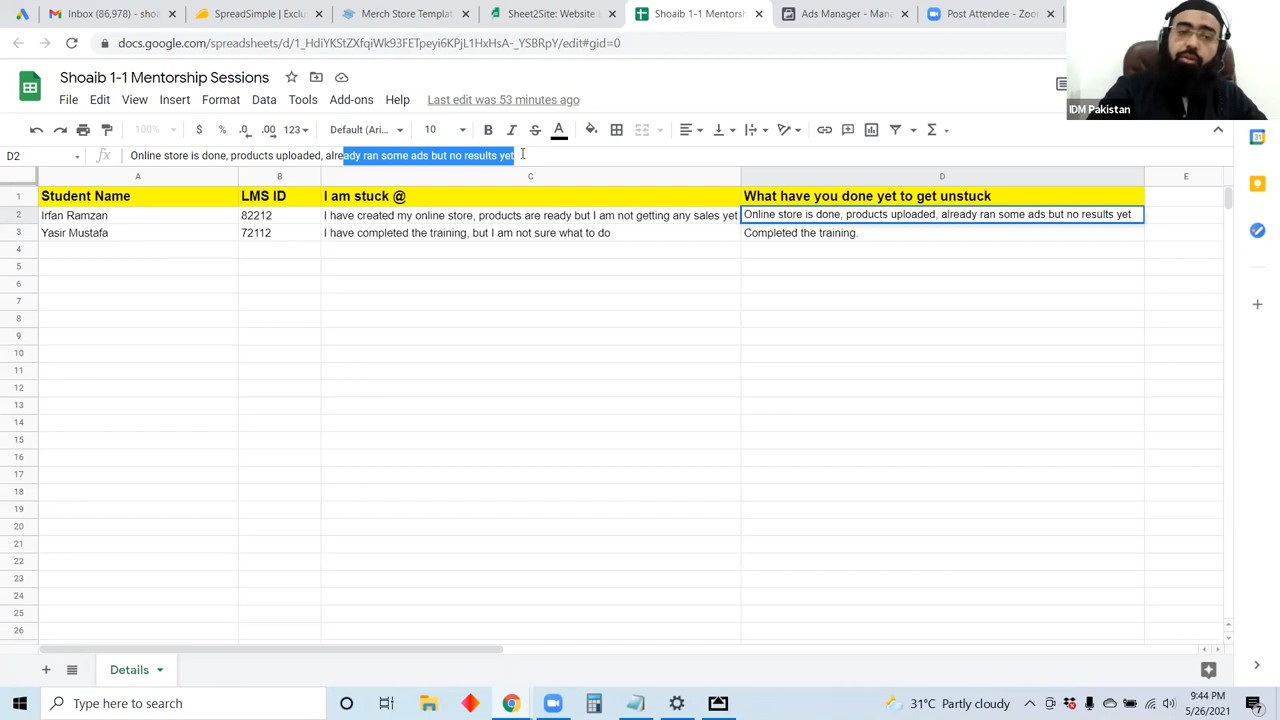 Inbox (86,978) - idmpakis
SpreadSimple | Exclu
Merch Store Templat
Sheet2Site: Website
Shoaib 1-1 Mentorsh
Ads Manager - Man
Post Attendee - Zoo
docs.google.com/spreadsheets/d/1_HdiYKStZXfqiWk93FETpeyi6KPjL1HxHsA-_YSBRpY/edit#gid=0
IDM Pakistan
Shoaib 1-1 Mentorship Sessions
File Edit View Insert Format Data Tools Add-ons Help Last edit was 53 minutes ago
100% $ % .0 .00 123 Default (Ari... 10
D2 fx Online store is done, products uploaded, already ran some ads but no results yet
A B C D E
1 Student Name LMS ID I am stuck @ What have you done yet to get unstuck
2 Irfan Ramzan 82212 I have created my online store, products are ready but I am not getting any sales yet Online store is done, products uploaded, already ran some ads but no results yet
3 Yasir Mustafa 72112 I have completed the training, but I am not sure what to do Completed the training.
4
5
6
7
8
9
10
11
12
13
14
15
16
17
18
19
20
21
22
23
24
25
26
31
Details
Type here to search
31°C Partly cloudy
9:44 PM
5/26/2021
7